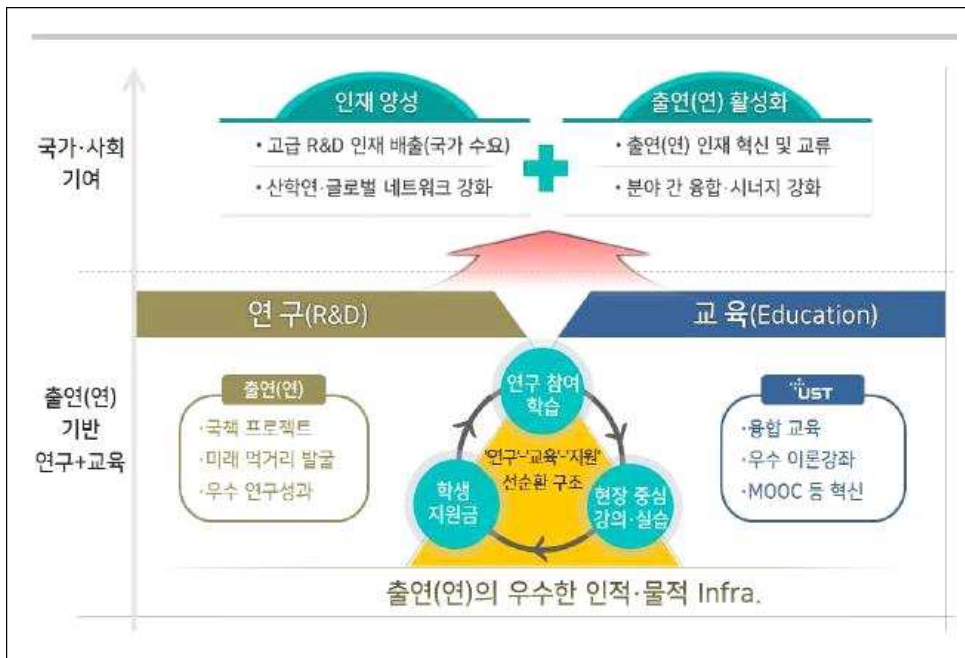 인재 양성
• 고급 R&D 인재 배출(국가 수요)
• 산학연·글로벌 네트워크 강화
출연(연) 활성화
• 출연(연) 인재 혁신 및 교류
• 분야 간 융합·시너지 강화
국가·사회
기여
연 구(R&D)
교 육(Education)
출연(연)
기반
연구+교육
출연(연)
·국책 프로젝트
·미래 먹거리 발굴
·우수 연구성과
연구 참여
학습
'연구'-'교육'-'지원'
선순환 구조
학생
지원금
현장 중심
강의·실습
UST
·융합 교육
·우수 이론강좌
·MOOC 등 혁신
출연(연)의 우수한 인적·물적 Infra.